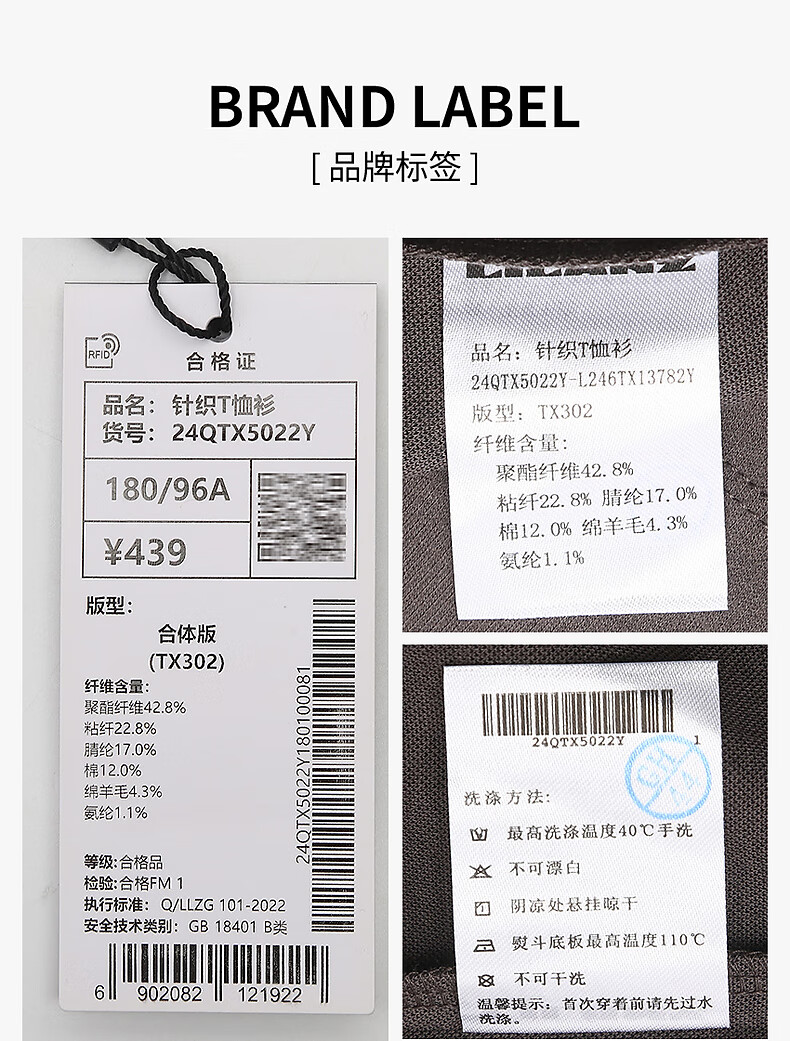 BRAND LABEL
[ 品牌标签 ]
RFID
合格证
品名： 针织T恤衫
货号： 24QTX5022Y
180/96A
¥439
版型：
合体版
(TX302)
纤维含量：
聚酯纤维42.8%
粘纤22.8%
腈纶17.0%
棉12.0%
绵羊毛4.3%
氨纶1.1%
等级:合格品
检验:合格FM 1
执行标准： Q/LLZG 101-2022
安全技术类别： GB 18401 B类
24QTX5022Y180100081
6 902082 121922
品名：针织T恤衫
24QTX5022Y-L246TX13782Y
版型：TX302
纤维含量：
聚酯纤维42.8%
粘纤22.8% 腈纶17.0%
棉12.0% 绵羊毛4.3%
氨纶1.1%
24QTX5022Y 1
洗涤方法：
最高洗涤温度40℃手洗
不可漂白
阴凉处悬挂晾干
熨斗底板最高温度110℃
不可干洗
温馨提示：首次穿着前请先过水
洗涤。